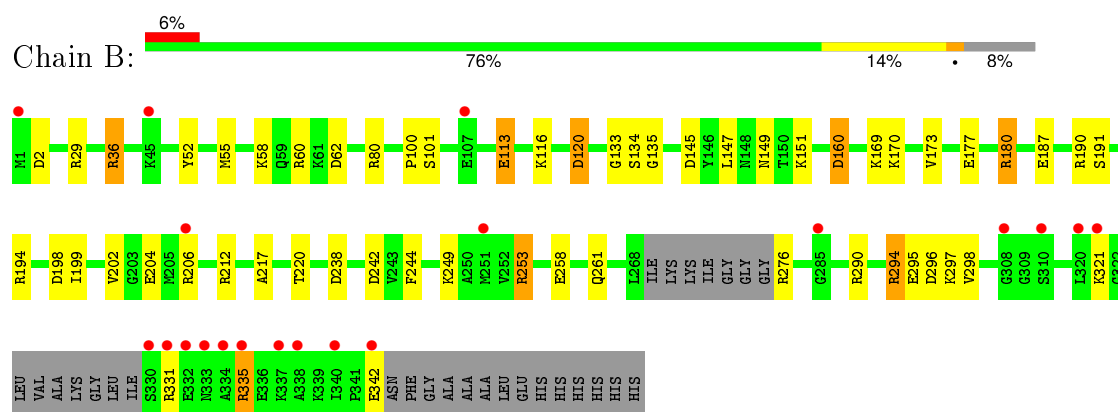 6%
Chain B:
76% 14% • 8%
M1 D2 R29 R36 K45 Y52 M55 K58 Q59 R60 K61 D62 R80 P100 S101 E107 E113 K116 D120 G133 S134 G135 D145 Y146 L147 N148 N149 T150 K151 D160 K169 K170 V173 E177 R180 E187 R190 S191
R194 D198 I199 V202 G203 E204 M205 R206 R212 A217 T220 D238 D242 V243 F244 K249 A250 M251 V252 R253 E258 Q261 L268 ILE LYS LYS ILE GLY GLY GLY R276 G285 R290 R294 E295 D296 K297 V298 G308 G309 S310 L320 K321 G322
LEU VAL ALA LYS GLY LEU ILE S330 R331 E332 N333 A334 R335 E336 K337 A338 K339 I340 P341 E342 ASN PHE GLY ALA ALA ALA LEU GLU HIS HIS HIS HIS HIS HIS